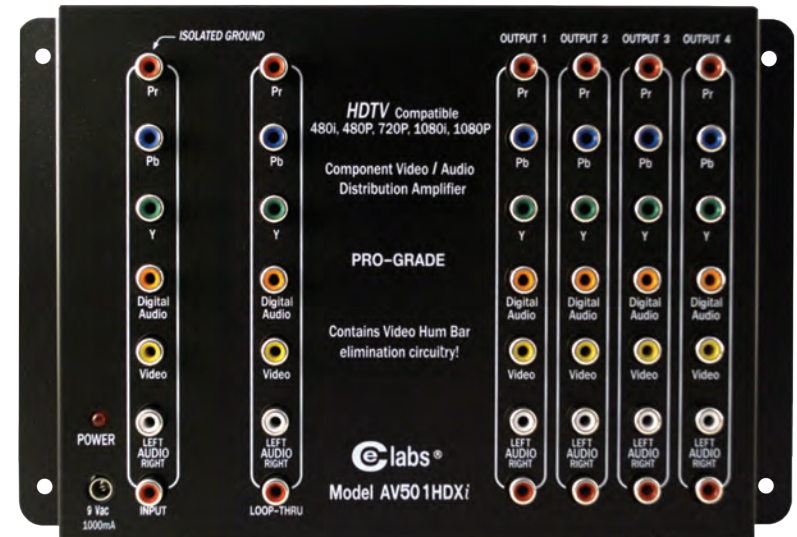 ISOLATED GROUND
OUTPUT 1 OUTPUT 2 OUTPUT 3 OUTPUT 4
Pr Pr Pr Pr Pr Pr
HDTV Compatible
480i, 480P, 720P, 1080i, 1080P
Pb Pb Pb Pb Pb Pb
Component Video / Audio
Distribution Amplifier
Y Y Y Y Y Y
PRO-GRADE
Digital Digital Digital Digital Digital Digital
Audio Audio Audio Audio Audio Audio
Contains Video Hum Bar
elimination circuitry!
Video Video Video Video Video Video
POWER
LEFT LEFT LEFT LEFT LEFT LEFT
AUDIO AUDIO AUDIO AUDIO AUDIO AUDIO
RIGHT RIGHT RIGHT RIGHT RIGHT RIGHT
ce labs®
Model AV501HDXi
9 Vac
1000mA
INPUT
LOOP-THRU